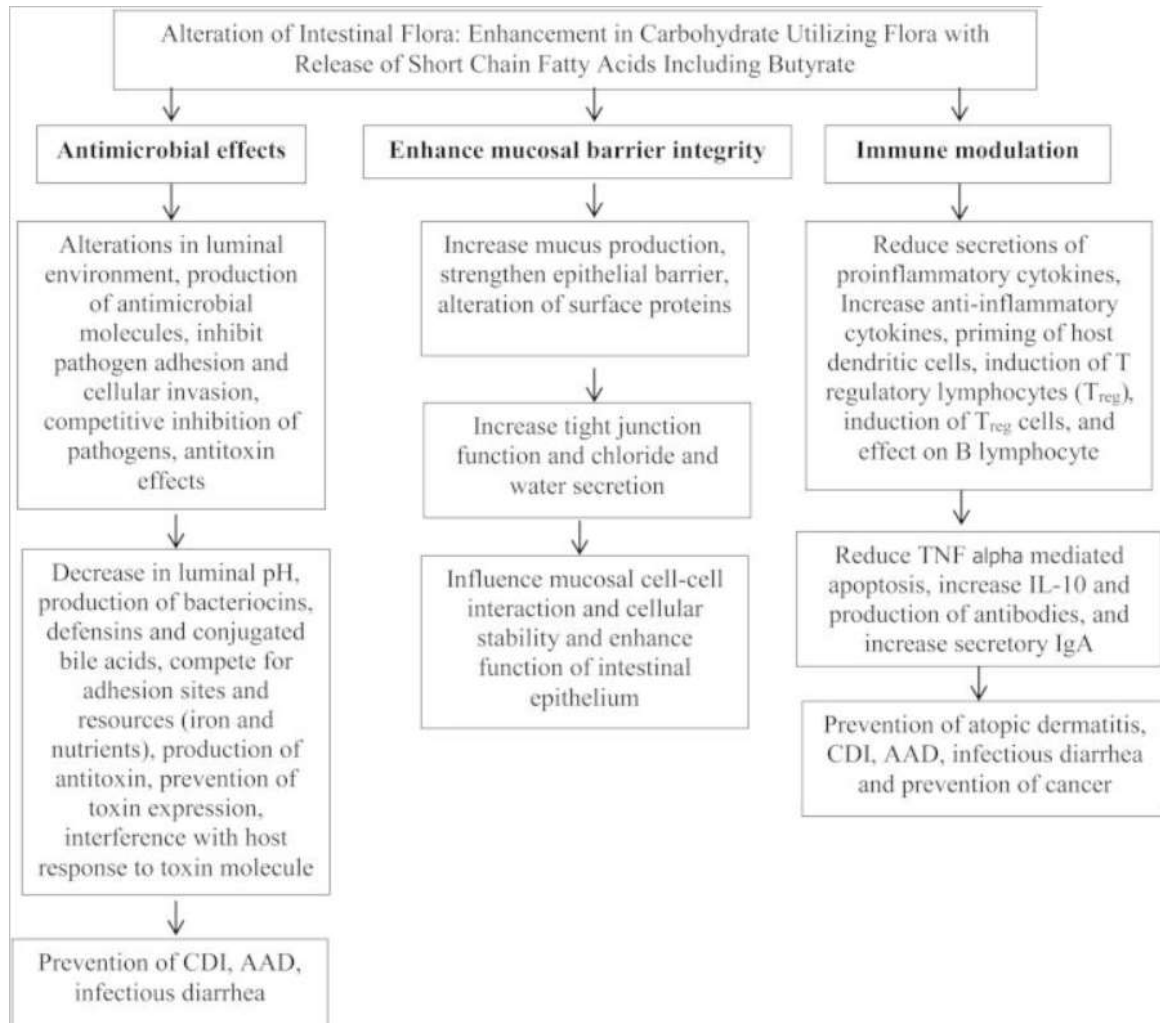 Alteration of Intestinal Flora: Enhancement in Carbohydrate Utilizing Flora with
Release of Short Chain Fatty Acids Including Butyrate
Antimicrobial effects
Alterations in luminal
environment, production
of antimicrobial
molecules, inhibit
pathogen adhesion and
cellular invasion,
competitive inhibition of
pathogens, antitoxin
effects
Decrease in luminal pH,
production of bacteriocins,
defensins and conjugated
bile acids, compete for
adhesion sites and
resources (iron and
nutrients), production of
antitoxin, prevention of
toxin expression,
interference with host
response to toxin molecule
Prevention of CDI, AAD,
infectious diarrhea
Enhance mucosal barrier integrity
Increase mucus production,
strengthen epithelial barrier,
alteration of surface proteins
Increase tight junction
function and chloride and
water secretion
Influence mucosal cell-cell
interaction and cellular
stability and enhance
function of intestinal
epithelium
Immune modulation
Reduce secretions of
proinflammatory cytokines,
Increase anti-inflammatory
cytokines, priming of host
dendritic cells, induction of T
regulatory lymphocytes (Treg),
induction of Treg cells, and
effect on B lymphocyte
Reduce TNF alpha mediated
apoptosis, increase IL-10 and
production of antibodies, and
increase secretory IgA
Prevention of atopic dermatitis,
CDI, AAD, infectious diarrhea
and prevention of cancer